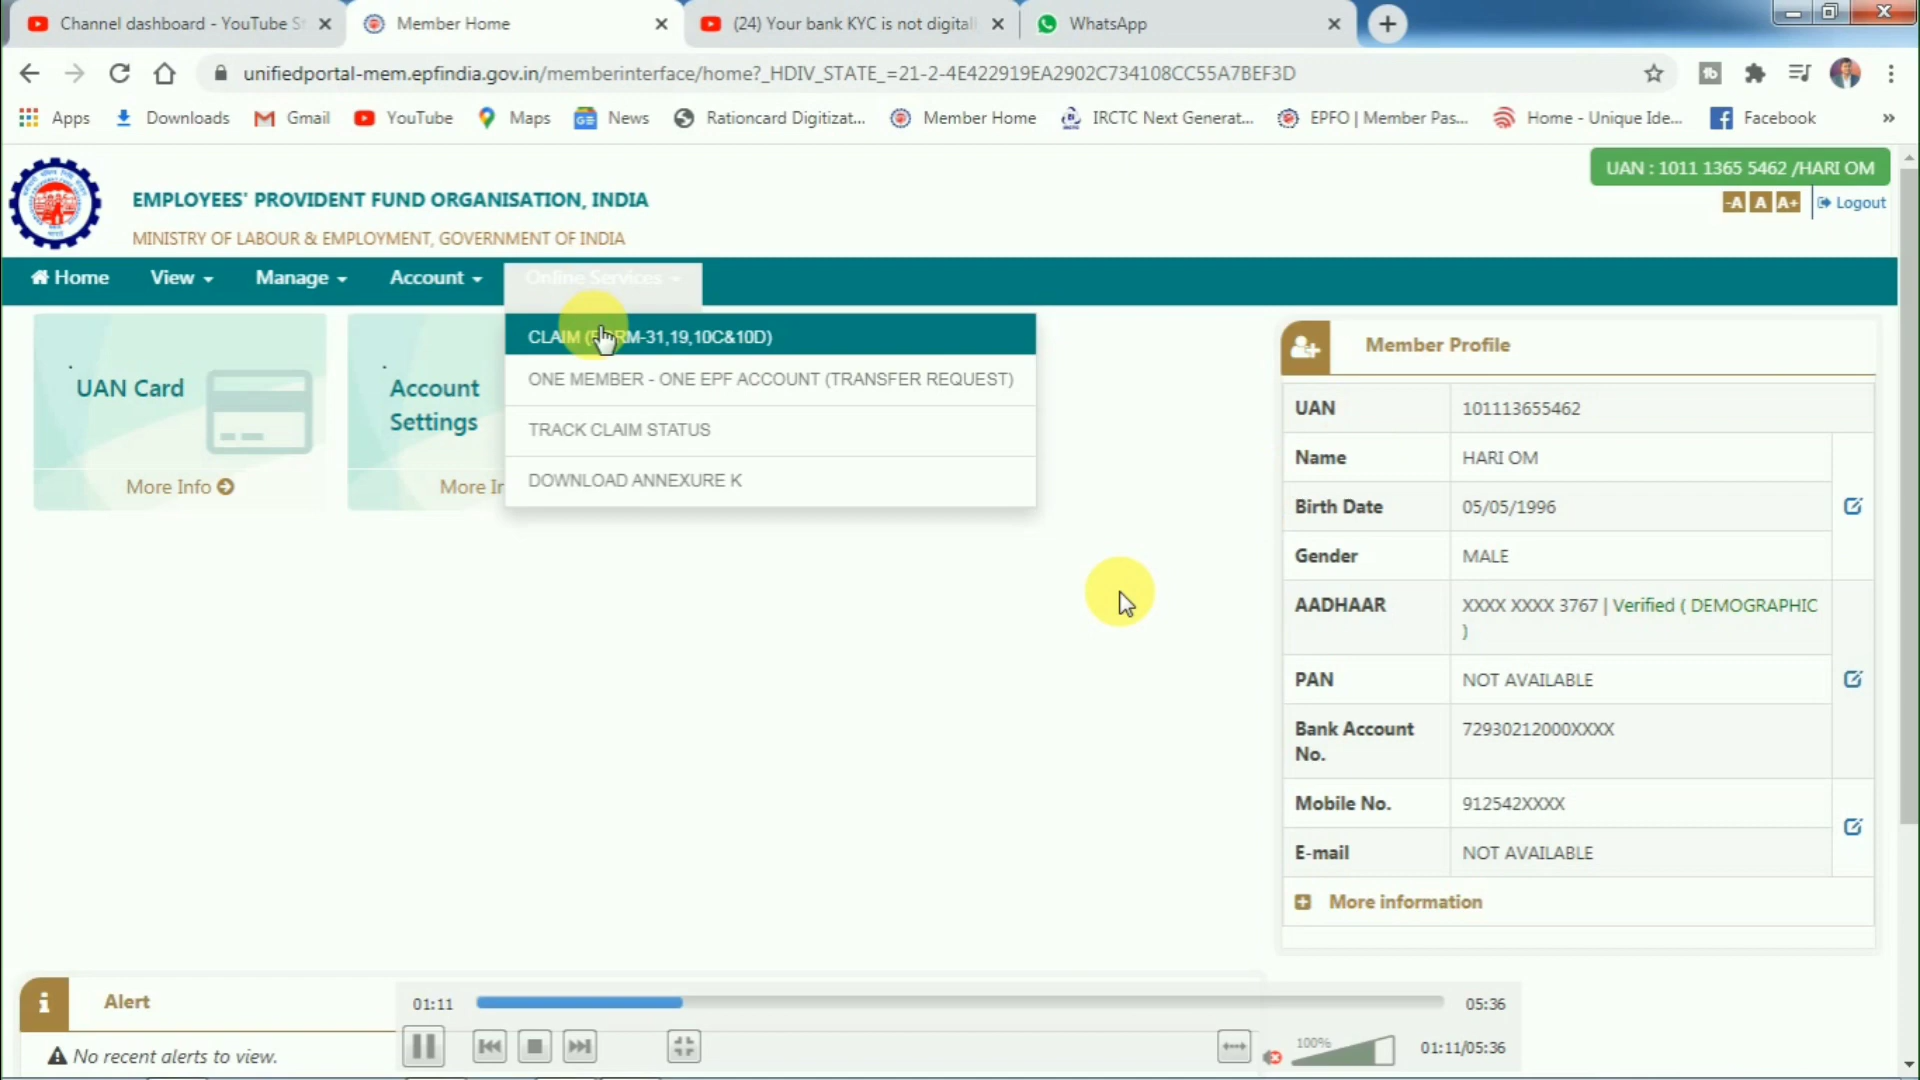 Channel dashboard - YouTube St
Member Home
(24) Your bank KYC is not digital
WhatsApp
unifiedportal-mem.epfindia.gov.in/memberinterface/home?_HDIV_STATE_=21-2-4E422919EA2902C734108CC55A7BEF3D
Apps Downloads Gmail YouTube Maps News Rationcard Digitizat... Member Home IRCTC Next Generat... EPFO | Member Pas... Home - Unique Ide... Facebook »
UAN : 1011 1365 5462 /HARI OM
EMPLOYEES' PROVIDENT FUND ORGANISATION, INDIA
-A A A+ Logout
MINISTRY OF LABOUR & EMPLOYMENT, GOVERNMENT OF INDIA
Home View Manage Account Online Services
CLAIM (FORM-31,19,10C&10D)
ONE MEMBER - ONE EPF ACCOUNT (TRANSFER REQUEST)
TRACK CLAIM STATUS
DOWNLOAD ANNEXURE K
UAN Card
More Info
Account
Settings
More In
Member Profile
UAN 101113655462
Name HARI OM
Birth Date 05/05/1996
Gender MALE
AADHAAR XXXX XXXX 3767 | Verified ( DEMOGRAPHIC
)
PAN NOT AVAILABLE
Bank Account 72930212000XXXX
No.
Mobile No. 912542XXXX
E-mail NOT AVAILABLE
More information
Alert
No recent alerts to view.
01:11 05:36
100% 01:11/05:36